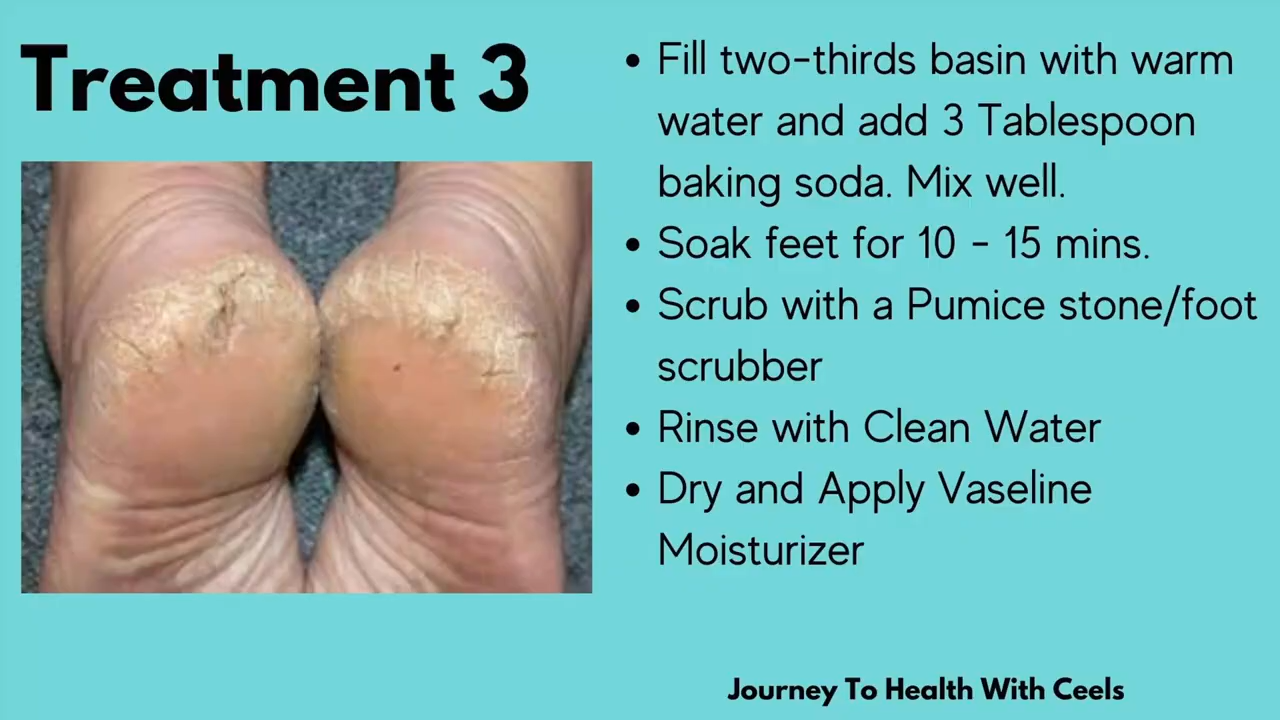 Treatment 3
• Fill two-thirds basin with warm
water and add 3 Tablespoon
baking soda. Mix well.
• Soak feet for 10 - 15 mins.
• Scrub with a Pumice stone/foot
scrubber
• Rinse with Clean Water
• Dry and Apply Vaseline
Moisturizer
Journey To Health With Ceels